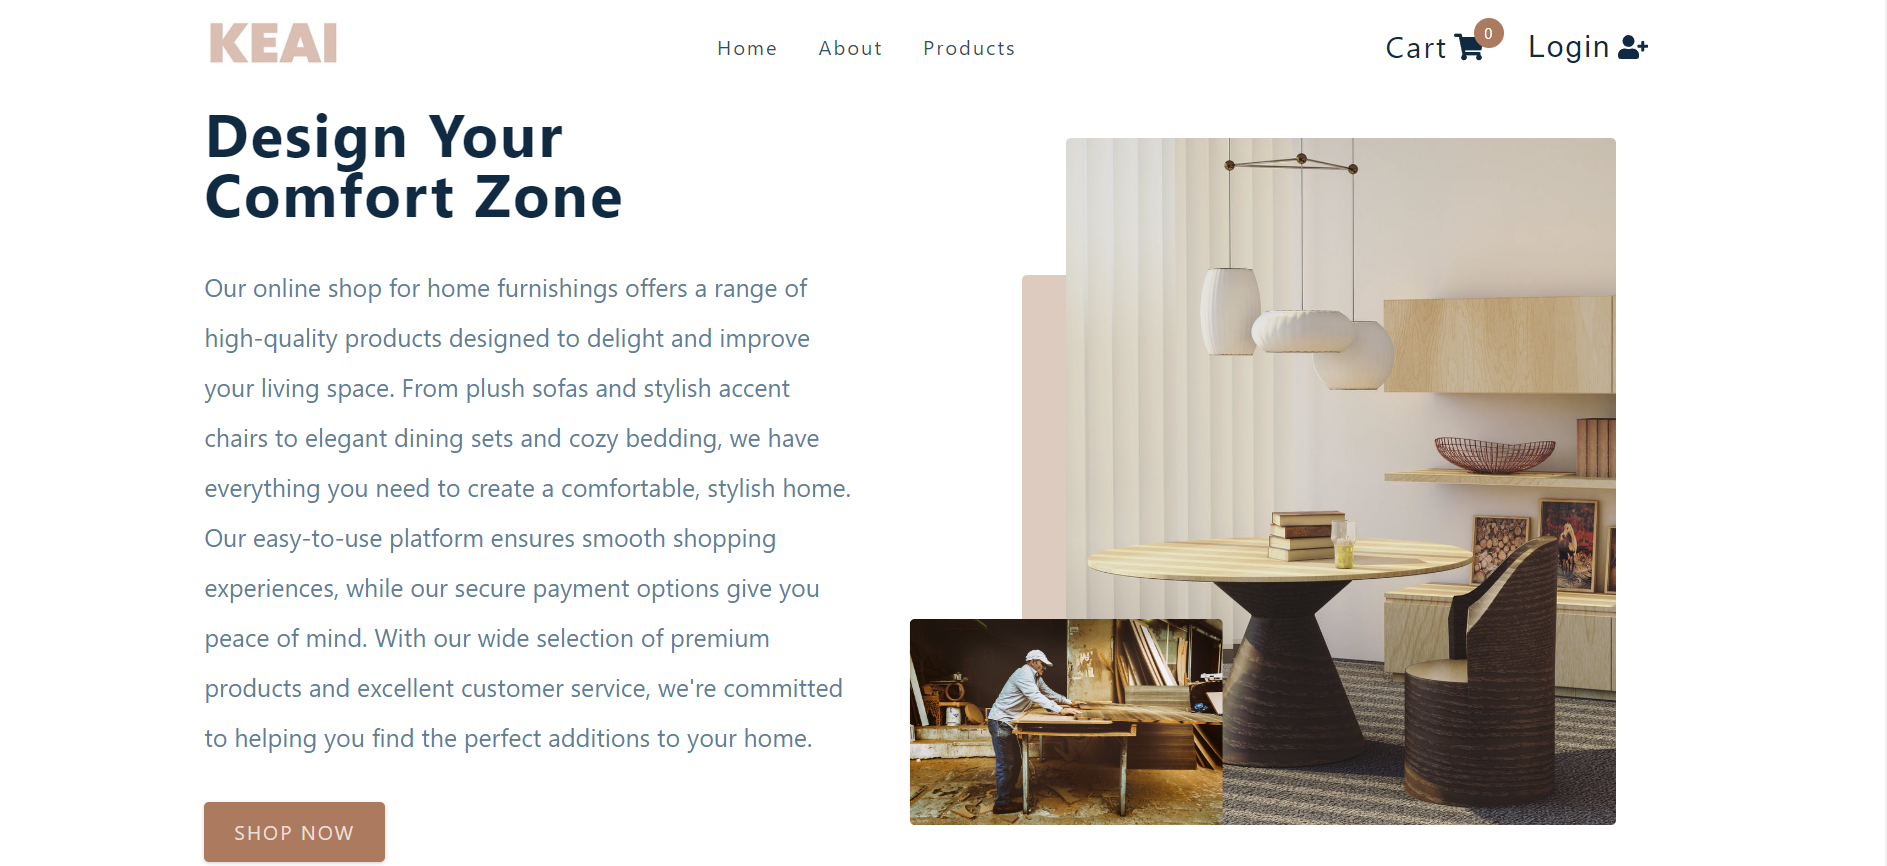 KEAI
Home About Products
Cart 0 Login
Design Your
Comfort Zone
Our online shop for home furnishings offers a range of
high-quality products designed to delight and improve
your living space. From plush sofas and stylish accent
chairs to elegant dining sets and cozy bedding, we have
everything you need to create a comfortable, stylish home.
Our easy-to-use platform ensures smooth shopping
experiences, while our secure payment options give you
peace of mind. With our wide selection of premium
products and excellent customer service, we're committed
to helping you find the perfect additions to your home.
SHOP NOW